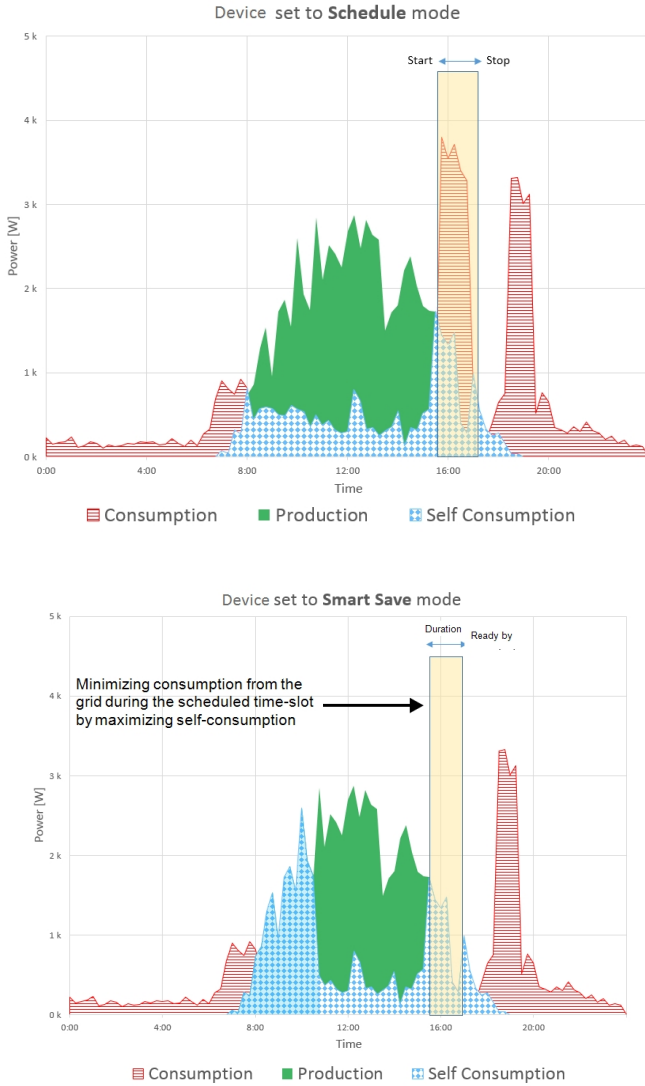 Device set to Schedule mode
5 k
Start
Stop
4 k
3 k
Power [W]
2 k
1 k
0 k
0:00 4:00 8:00 12:00 16:00 20:00
Time
Consumption Production Self Consumption
Device set to Smart Save mode
5 k
Duration
Ready by
Minimizing consumption from the
grid during the scheduled time-slot
by maximizing self-consumption
4 k
3 k
Power [W]
2 k
1 k
0 k
0:00 4:00 8:00 12:00 16:00 20:00
Time
Consumption Production Self Consumption